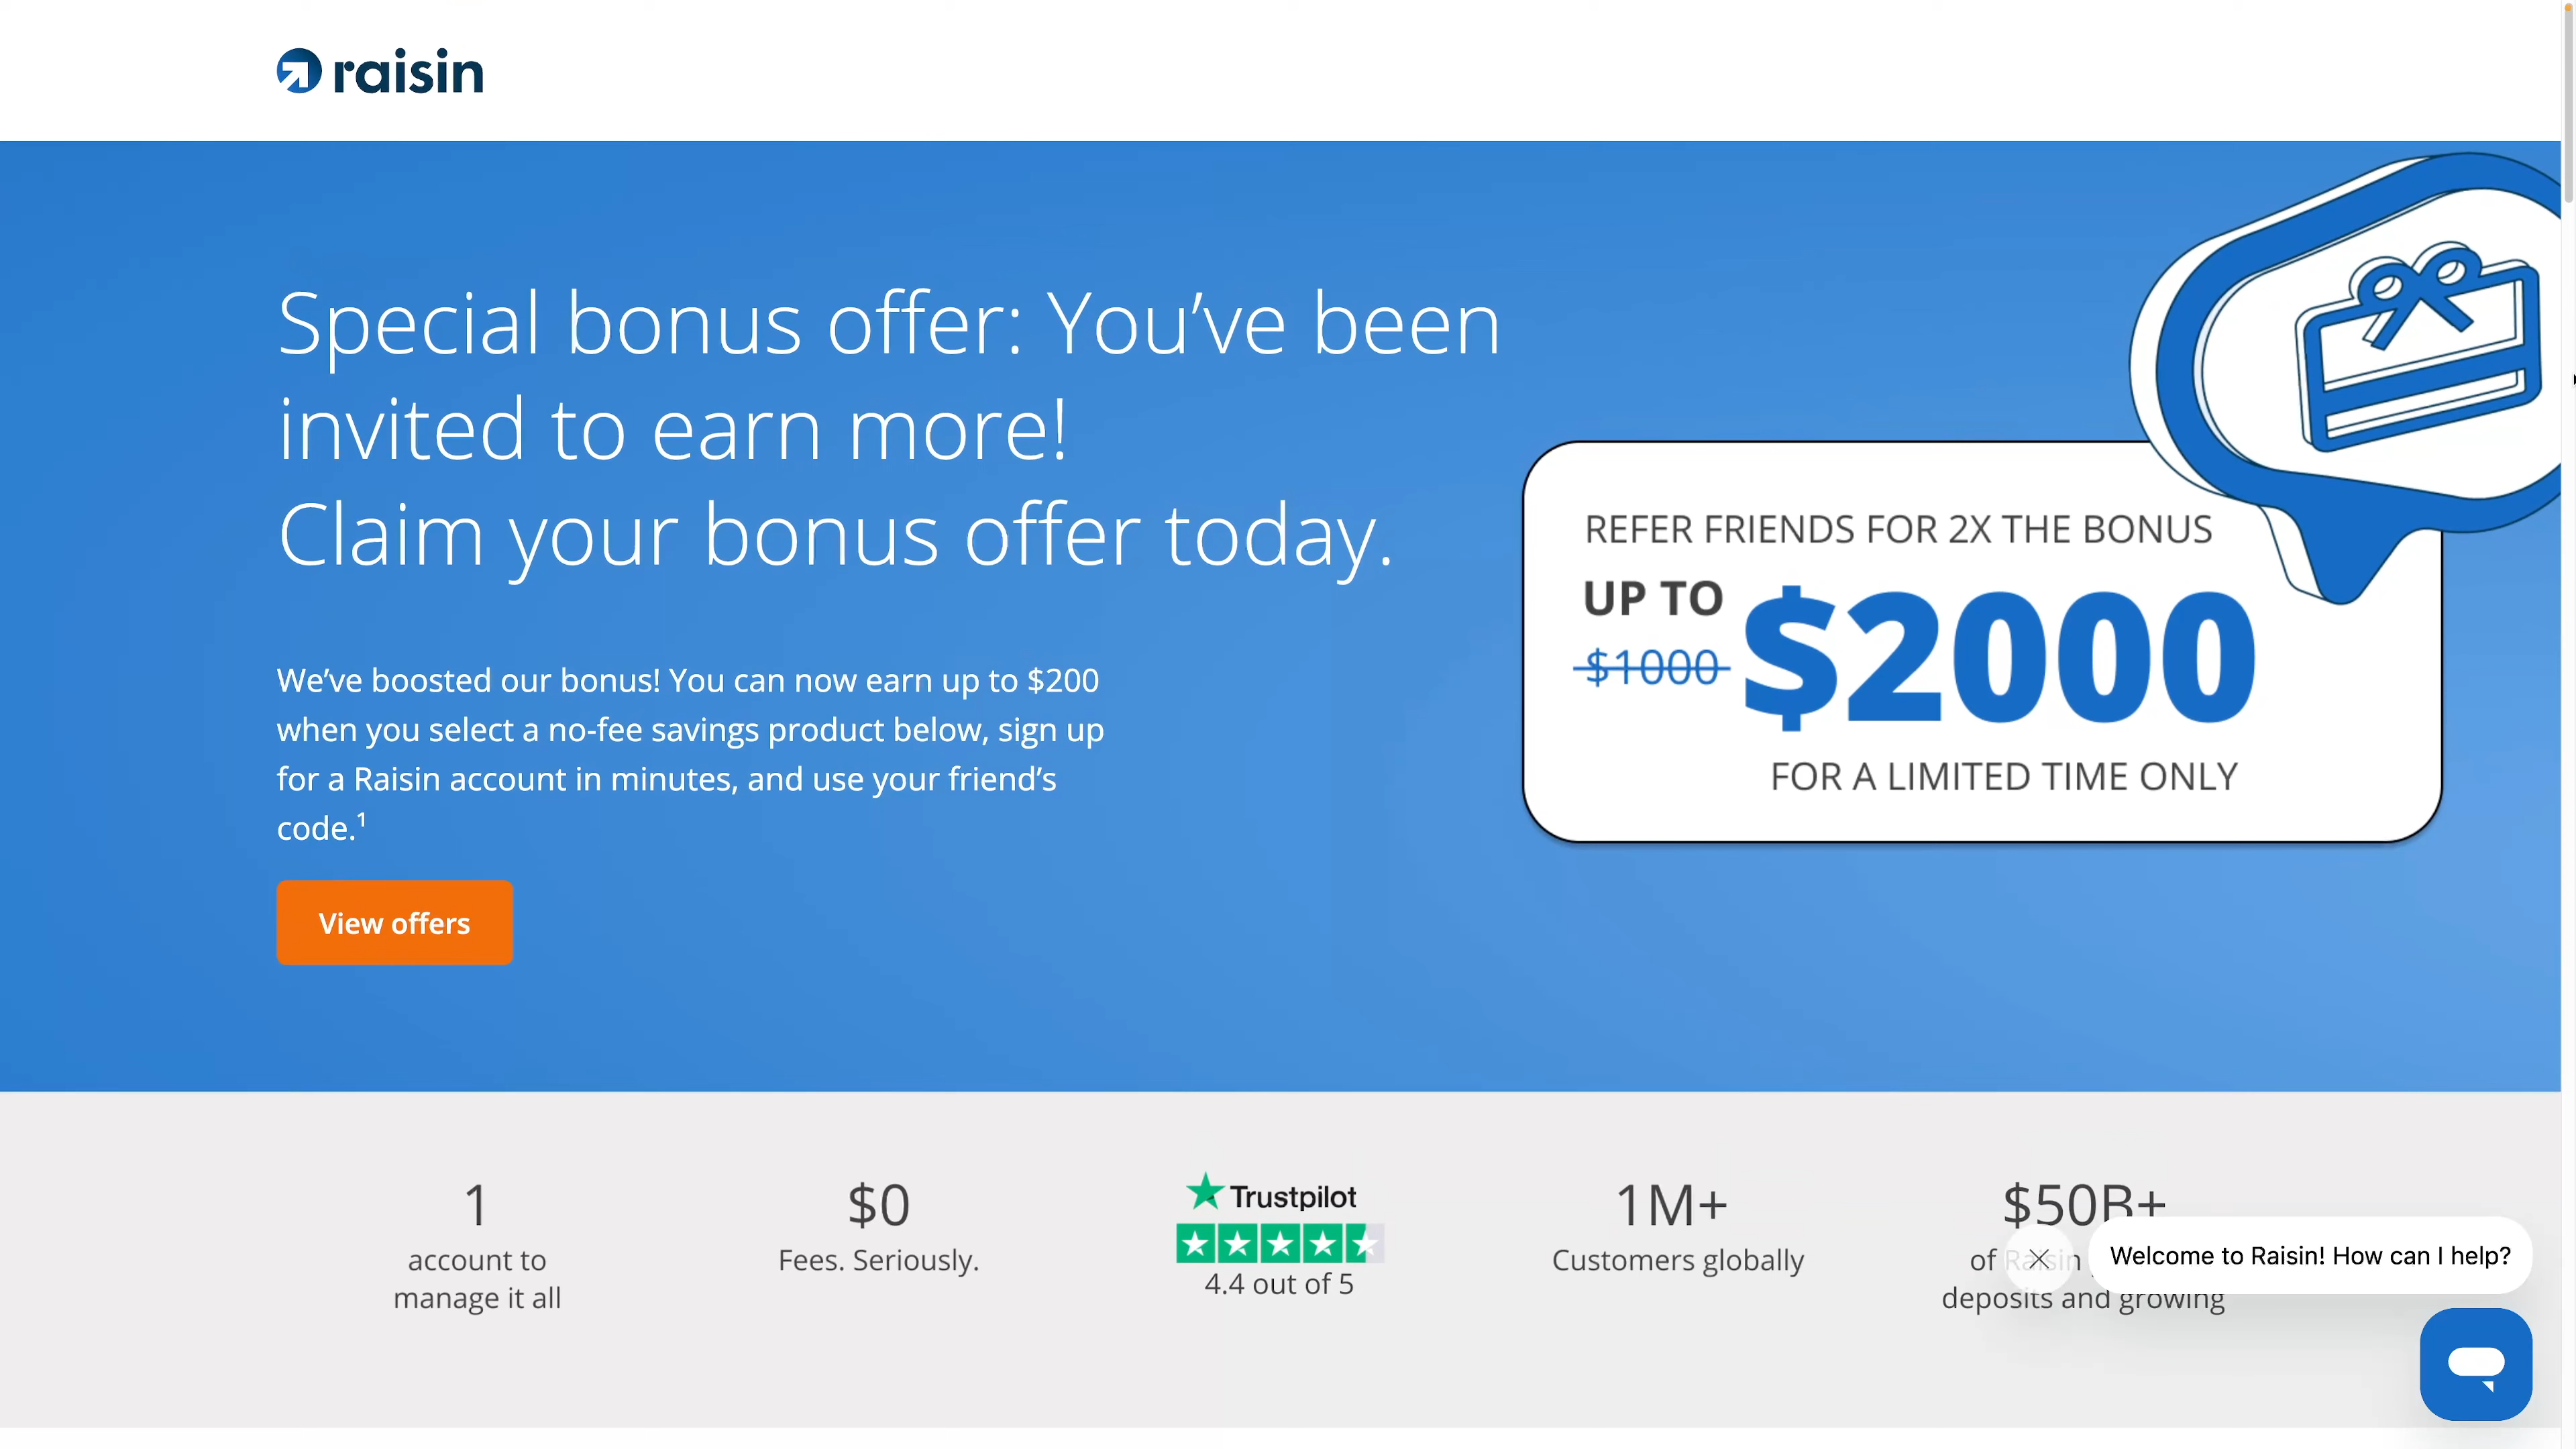 raisin
Special bonus offer: You’ve been
invited to earn more!
Claim your bonus offer today.
We’ve boosted our bonus! You can now earn up to $200
when you select a no-fee savings product below, sign up
for a Raisin account in minutes, and use your friend’s
code.¹
View offers
REFER FRIENDS FOR 2X THE BONUS
UP TO
$1000
$2000
FOR A LIMITED TIME ONLY
1
account to
manage it all
$0
Fees. Seriously.
Trustpilot
4.4 out of 5
1M+
Customers globally
$50B+
of Raisin
deposits and growing
Welcome to Raisin! How can I help?